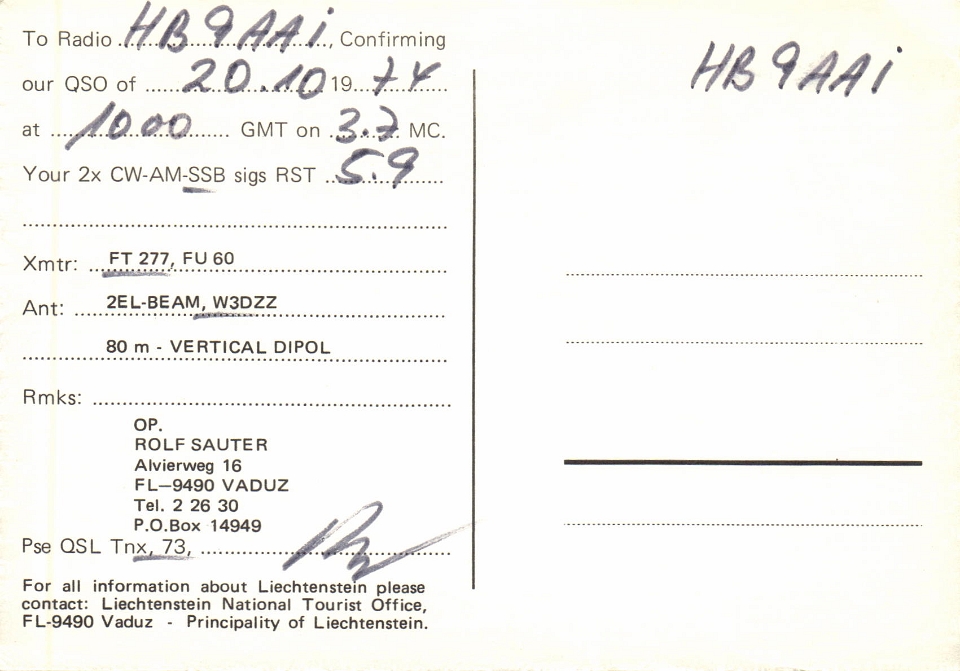 To Radio HB9AAi, Confirming
our QSO of 20.10 1974
at 1000 GMT on 3.7 MC.
Your 2x CW-AM-SSB sigs RST 5.9
Xmtr: FT 277, FU 60
Ant: 2EL-BEAM, W3DZZ
80 m - VERTICAL DIPOL
Rmks:
OP.
ROLF SAUTER
Alvierweg 16
FL—9490 VADUZ
Tel. 2 26 30
P.O.Box 14949
Pse QSL Tnx, 73,
For all information about Liechtenstein please
contact: Liechtenstein National Tourist Office,
FL-9490 Vaduz - Principality of Liechtenstein.
HB9AAi